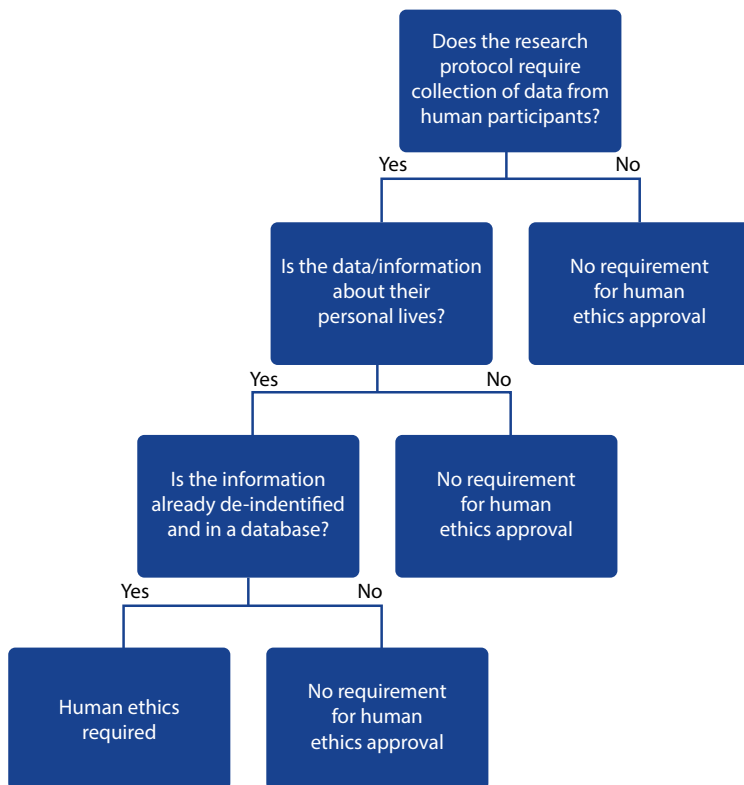 Does the research
protocol require
collection of data from
human participants?
Yes
No
Is the data/information
about their
personal lives?
No requirement
for human
ethics approval
Yes
No
Is the information
already de-indentified
and in a database?
No requirement
for human
ethics approval
Yes
No
Human ethics
required
No requirement
for human
ethics approval